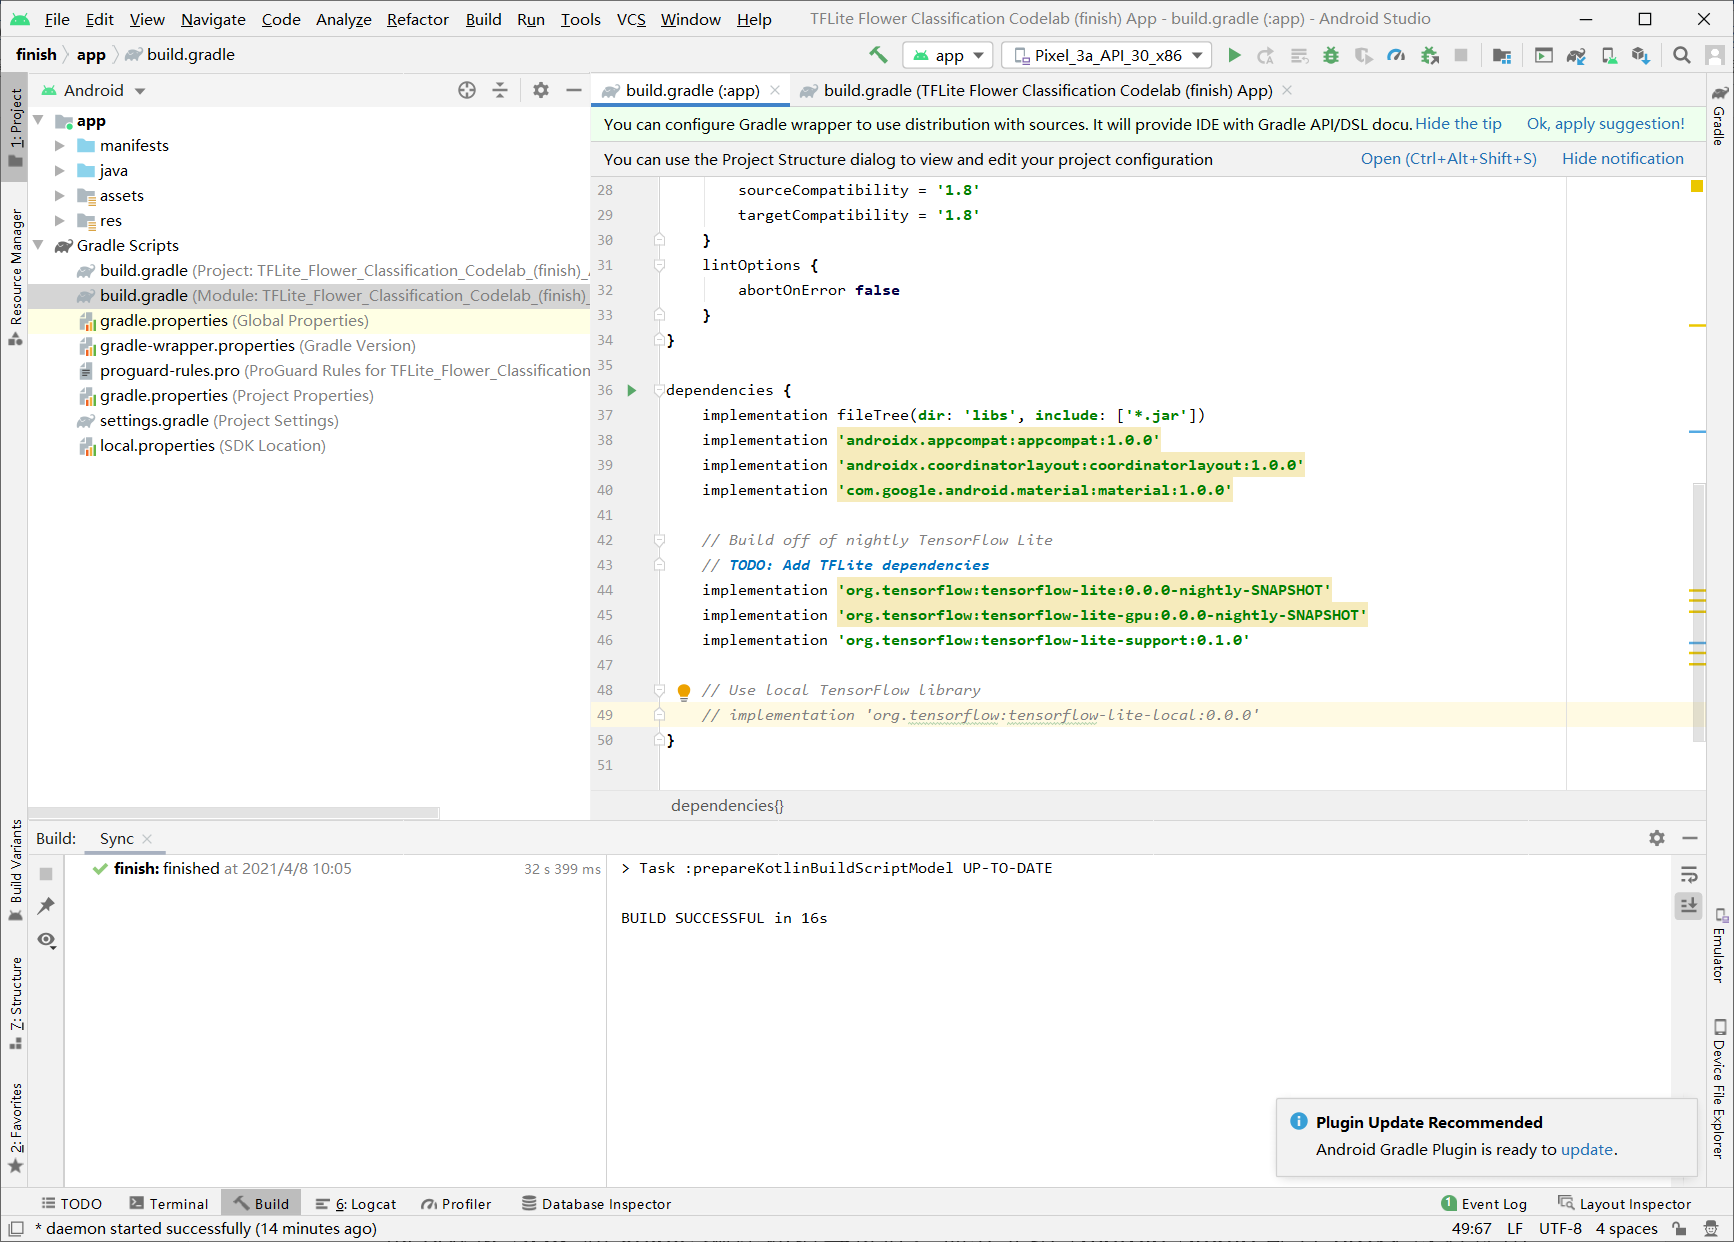 File Edit View Navigate Code Analyze Refactor Build Run Tools VCS Window Help TFLite Flower Classification Codelab (finish) App - build.gradle (:app) - Android Studio
finish app build.gradle app Pixel_3a_API_30_x86
Android
build.gradle (:app) build.gradle (TFLite Flower Classification Codelab (finish) App)
1: Project
Resource Manager
Build Variants
7: Structure
2: Favorites
app
manifests
java
assets
res
Gradle Scripts
build.gradle (Project: TFLite_Flower_Classification_Codelab_(finish)_
build.gradle (Module: TFLite_Flower_Classification_Codelab_(finish)_
gradle.properties (Global Properties)
gradle-wrapper.properties (Gradle Version)
proguard-rules.pro (ProGuard Rules for TFLite_Flower_Classification
gradle.properties (Project Properties)
settings.gradle (Project Settings)
local.properties (SDK Location)
You can configure Gradle wrapper to use distribution with sources. It will provide IDE with Gradle API/DSL docu. Hide the tip Ok, apply suggestion!
You can use the Project Structure dialog to view and edit your project configuration Open (Ctrl+Alt+Shift+S) Hide notification
28 sourceCompatibility = '1.8'
29 targetCompatibility = '1.8'
30 }
31 lintOptions {
32 abortOnError false
33 }
34 }
35
36 dependencies {
37 implementation fileTree(dir: 'libs', include: ['*.jar'])
38 implementation 'androidx.appcompat:appcompat:1.0.0'
39 implementation 'androidx.coordinatorlayout:coordinatorlayout:1.0.0'
40 implementation 'com.google.android.material:material:1.0.0'
41
42 // Build off of nightly TensorFlow Lite
43 // TODO: Add TFLite dependencies
44 implementation 'org.tensorflow:tensorflow-lite:0.0.0-nightly-SNAPSHOT'
45 implementation 'org.tensorflow:tensorflow-lite-gpu:0.0.0-nightly-SNAPSHOT'
46 implementation 'org.tensorflow:tensorflow-lite-support:0.1.0'
47
48 // Use local TensorFlow library
49 // implementation 'org.tensorflow:tensorflow-lite-local:0.0.0'
50 }
51
dependencies{}
Gradle
Emulator
Device File Explorer
Build: Sync
finish: finished at 2021/4/8 10:05 32 s 399 ms
> Task :prepareKotlinBuildScriptModel UP-TO-DATE
BUILD SUCCESSFUL in 16s
Plugin Update Recommended
Android Gradle Plugin is ready to update.
TODO Terminal Build 6: Logcat Profiler Database Inspector 1 Event Log Layout Inspector
* daemon started successfully (14 minutes ago) 49:67 LF UTF-8 4 spaces